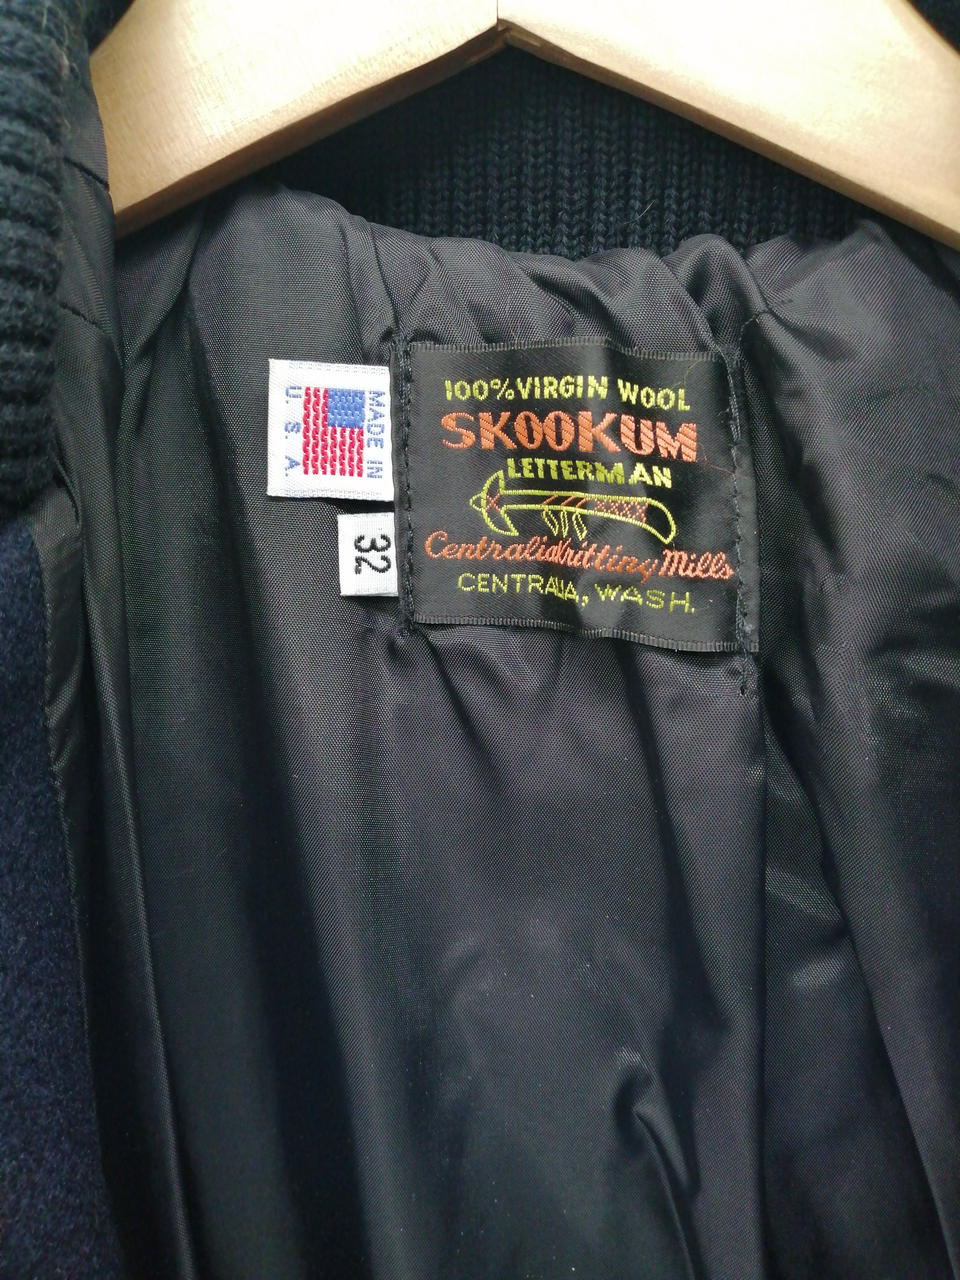 MADE IN
U. S. A.
32
100% VIRGIN WOOL
SKOOKUM
LETTERMAN
Centralia Knitting Mills
CENTRALIA, WASH.